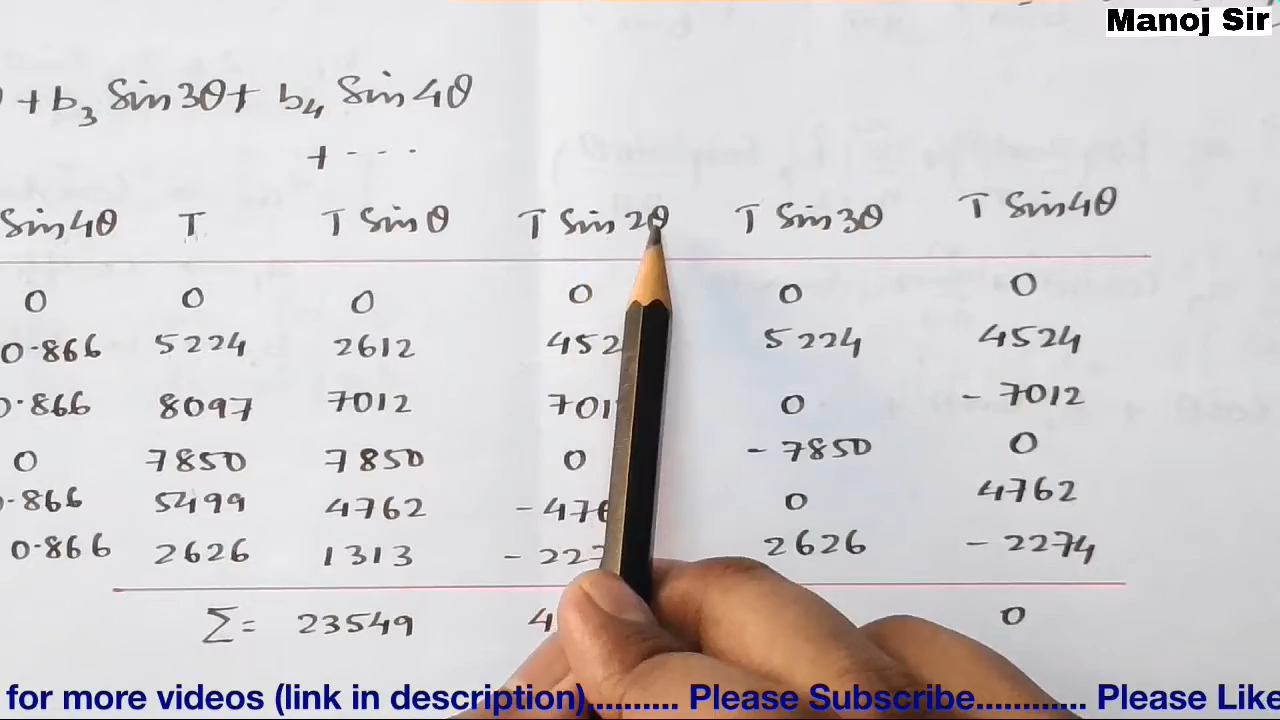 Manoj Sir
+ b₃ Sin3θ + b₄ Sin4θ
+ ---
Sin4θ T T Sinθ T Sin2θ T Sin3θ T Sin4θ
0 0 0 0 0 0
0.866 5224 2612 452 5224 4524
0.866 8097 7012 701 0 - 7012
0 7850 7850 0 - 7850 0
.866 5499 4762 - 476 0 4762
0.866 2626 1313 - 227 2626 - 2274
Σ = 23549 4 0
for more videos (link in description).......... Please Subscribe............ Please Like